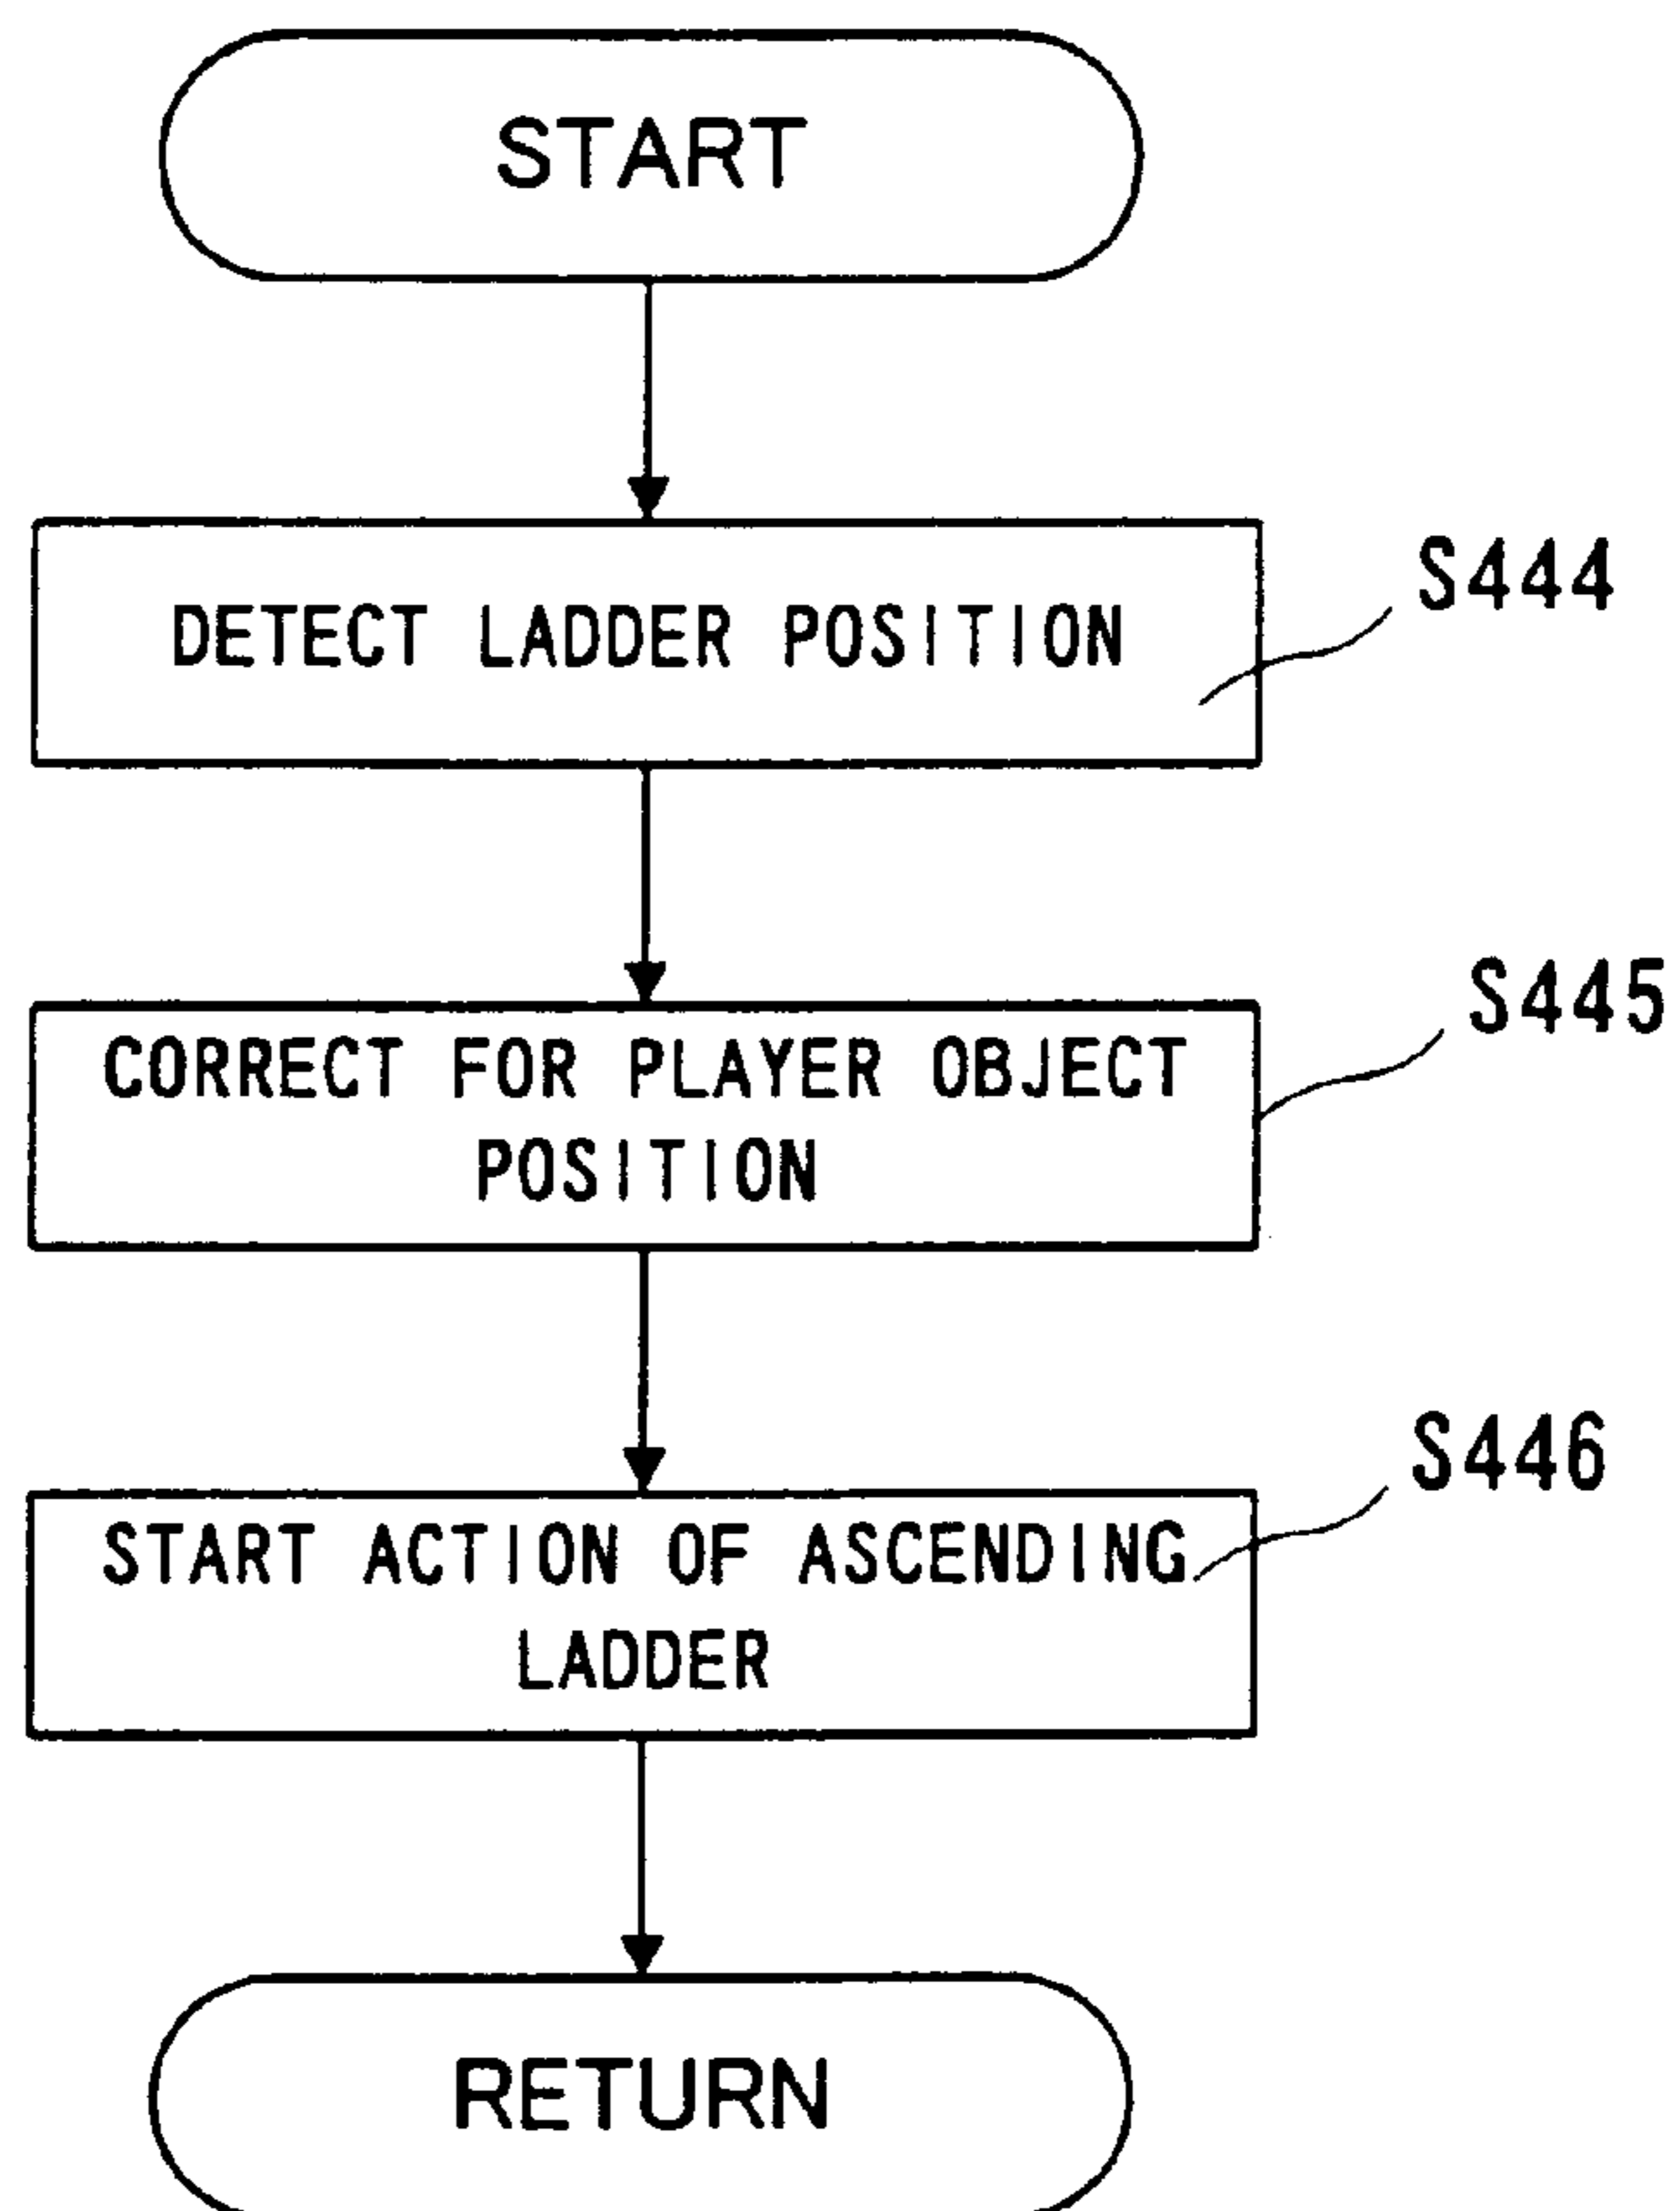 START
DETECT LADDER POSITION
S444
CORRECT FOR PLAYER OBJECT
POSITION
S445
START ACTION OF ASCENDING
LADDER
S446
RETURN